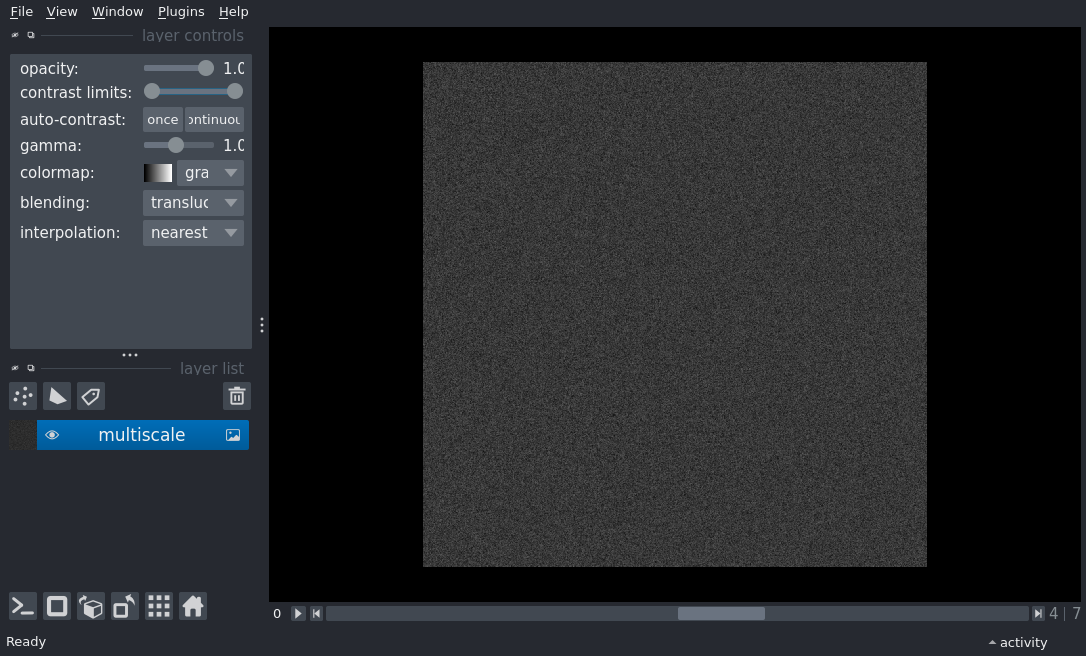 File View Window Plugins Help
layer controls
opacity: 1.0
contrast limits:
auto-contrast: once ontinuou
gamma: 1.0
colormap: gra
blending: transluc
interpolation: nearest
layer list
multiscale
0 4 | 7
Ready activity